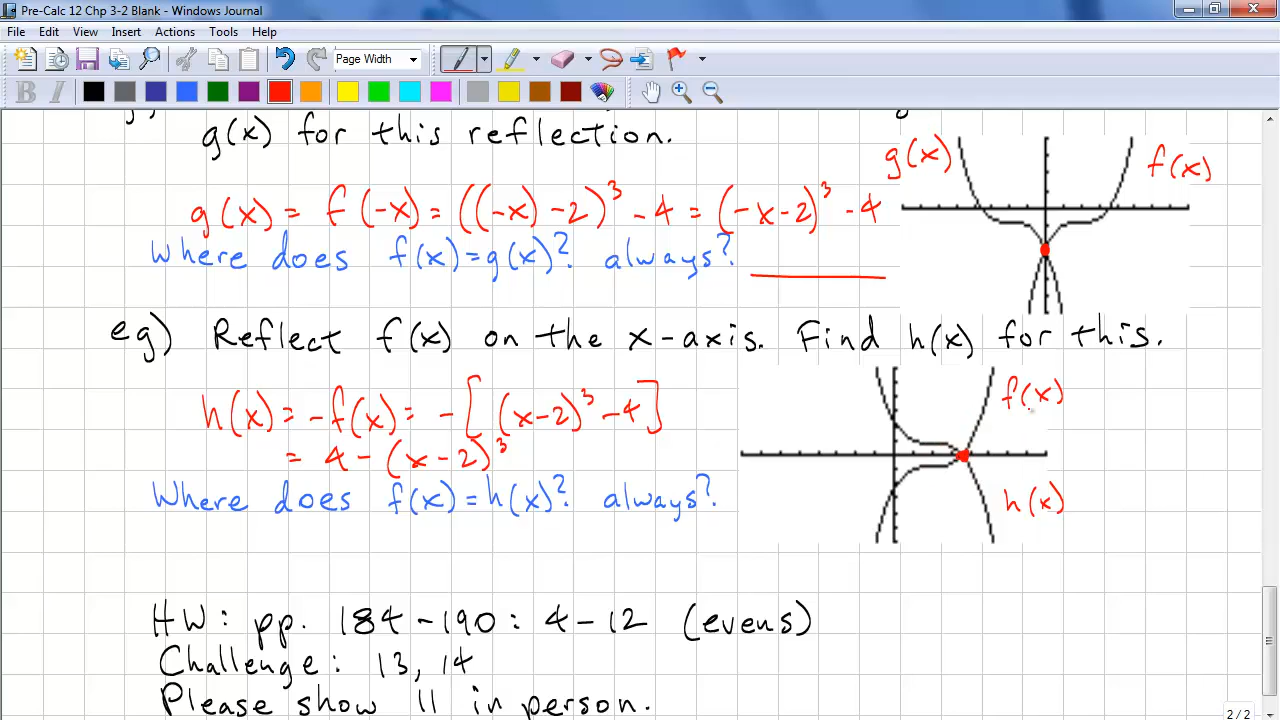 Pre-Calc 12 Chp 3-2 Blank - Windows Journal
File Edit View Insert Actions Tools Help
Page Width
B I
g(x) for this reflection.
g(x) = f(-x) = ((-x)-2)³ -4 = (-x-2)³ -4
g(x)
f(x)
Where does f(x)=g(x)? always?
eg) Reflect f(x) on the x-axis. Find h(x) for this.
h(x) = -f(x) = -[(x-2)³ -4]
= 4-(x-2)³
f(x)
h(x)
Where does f(x)=h(x)? always?
HW: pp. 184-190: 4-12 (evens)
Challenge: 13, 14
Please show 11 in person.
2/2